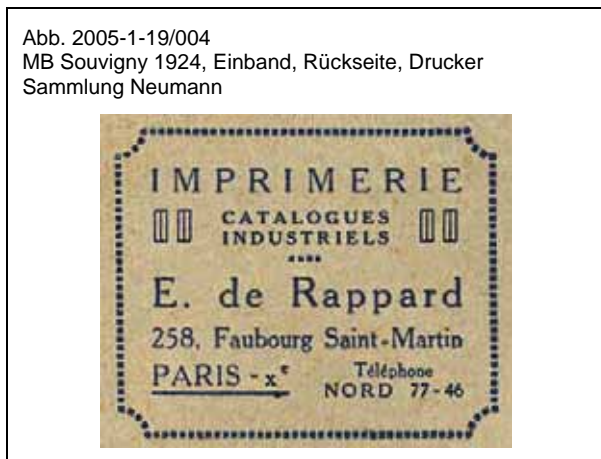 Abb. 2005-1-19/004
MB Souvigny 1924, Einband, Rückseite, Drucker
Sammlung Neumann
IMPRIMERIE
CATALOGUES
INDUSTRIELS
E. de Rappard
258, Faubourg Saint-Martin
PARIS - xe
Téléphone
NORD 77-46